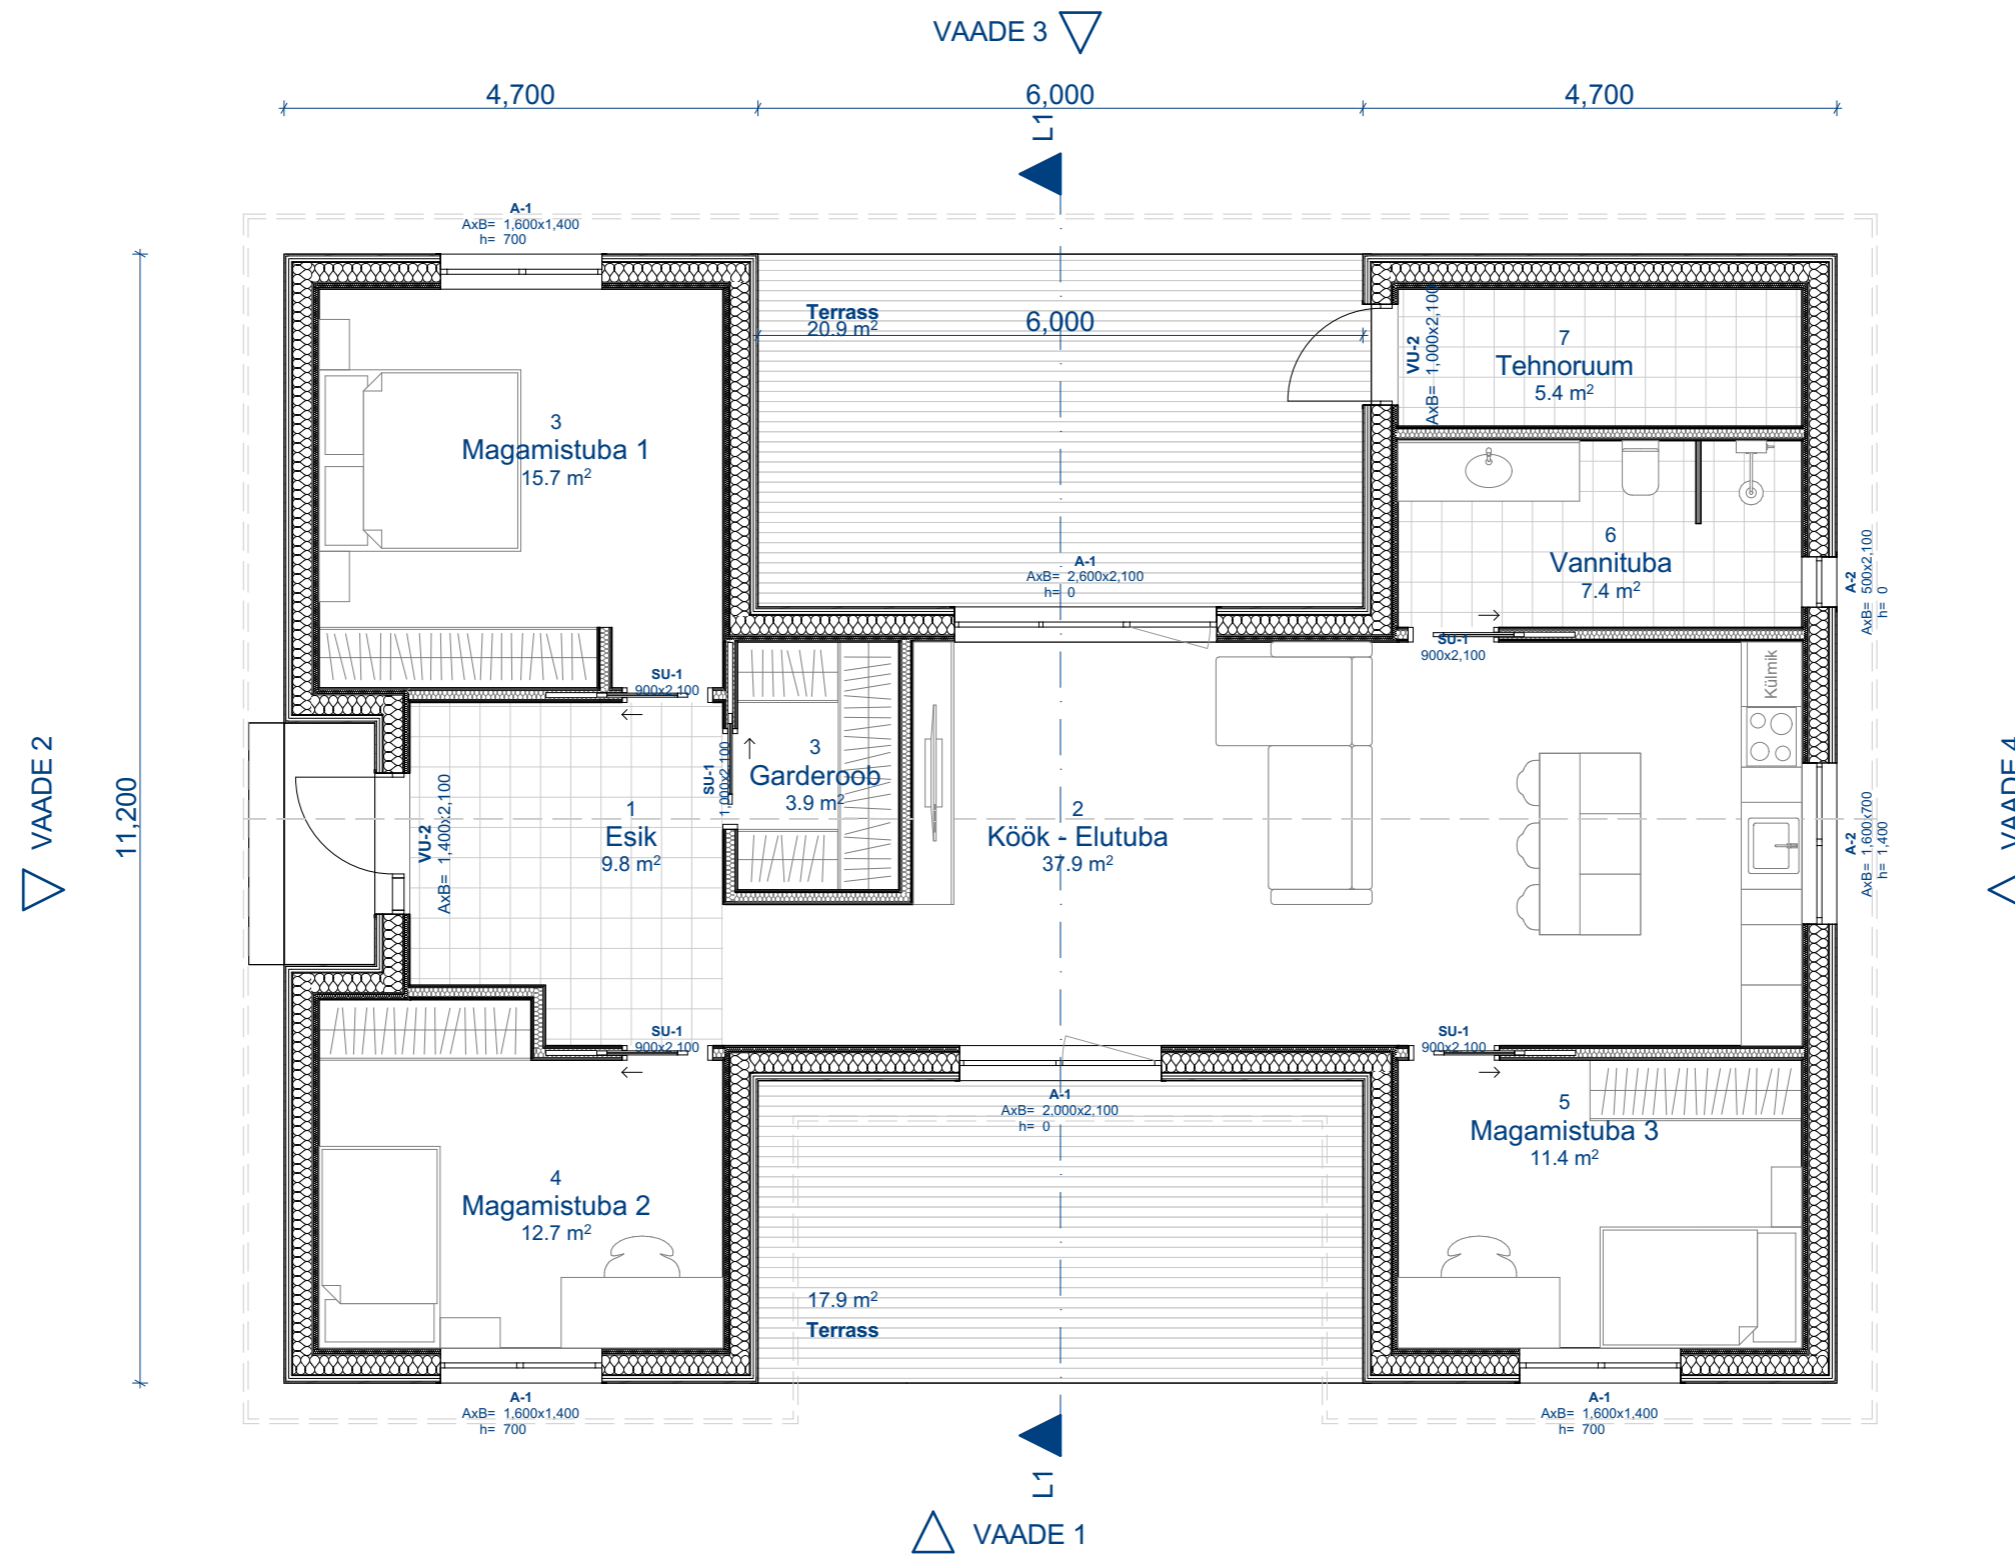 VAADE 3
4,700
6,000
4,700
L1
A-1
AxB= 1,600x1,400
h= 700
Terrass
20.9 m²
6,000
VU-2
AxB= 1,000x2,100
7
Tehnoruum
5.4 m²
3
Magamistuba 1
15.7 m²
A-1
AxB= 2,600x2,100
h= 0
6
Vannituba
7.4 m²
A-2
AxB= 500x2,100
h= 0
SU-1
900x2,100
SU-1
900x2,100
Külmik
VAADE 2
11,200
VU-2
AxB= 1,400x2,100
1
Esik
9.8 m²
SU-1
1,000x2,100
3
Garderoob
3.9 m²
2
Köök - Elutuba
37.9 m²
A-2
AxB= 1,600x700
h= 1,400
VAADE 4
SU-1
900x2,100
SU-1
900x2,100
A-1
AxB= 2,000x2,100
h= 0
5
Magamistuba 3
11.4 m²
4
Magamistuba 2
12.7 m²
17.9 m²
Terrass
A-1
AxB= 1,600x1,400
h= 700
A-1
AxB= 1,600x1,400
h= 700
L1
VAADE 1